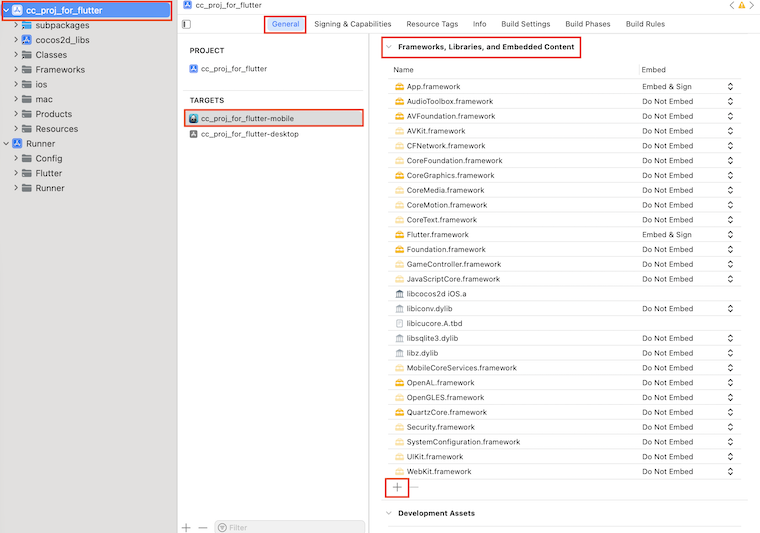 cc_proj_for_flutter
subpackages
cocos2d_libs
Classes
Frameworks
ios
mac
Products
Resources
Runner
Config
Flutter
Runner
cc_proj_for_flutter
General Signing & Capabilities Resource Tags Info Build Settings Build Phases Build Rules
PROJECT
cc_proj_for_flutter
TARGETS
cc_proj_for_flutter-mobile
cc_proj_for_flutter-desktop
Filter
Frameworks, Libraries, and Embedded Content
Name Embed
App.framework Embed & Sign
AudioToolbox.framework Do Not Embed
AVFoundation.framework Do Not Embed
AVKit.framework Do Not Embed
CFNetwork.framework Do Not Embed
CoreFoundation.framework Do Not Embed
CoreGraphics.framework Do Not Embed
CoreMedia.framework Do Not Embed
CoreMotion.framework Do Not Embed
CoreText.framework Do Not Embed
Flutter.framework Embed & Sign
Foundation.framework Do Not Embed
GameController.framework Do Not Embed
JavaScriptCore.framework Do Not Embed
libcocos2d iOS.a
libiconv.dylib Do Not Embed
libicucore.A.tbd
libsqlite3.dylib Do Not Embed
libz.dylib Do Not Embed
MobileCoreServices.framework Do Not Embed
OpenAL.framework Do Not Embed
OpenGLES.framework Do Not Embed
QuartzCore.framework Do Not Embed
Security.framework Do Not Embed
SystemConfiguration.framework Do Not Embed
UIKit.framework Do Not Embed
WebKit.framework Do Not Embed
Development Assets